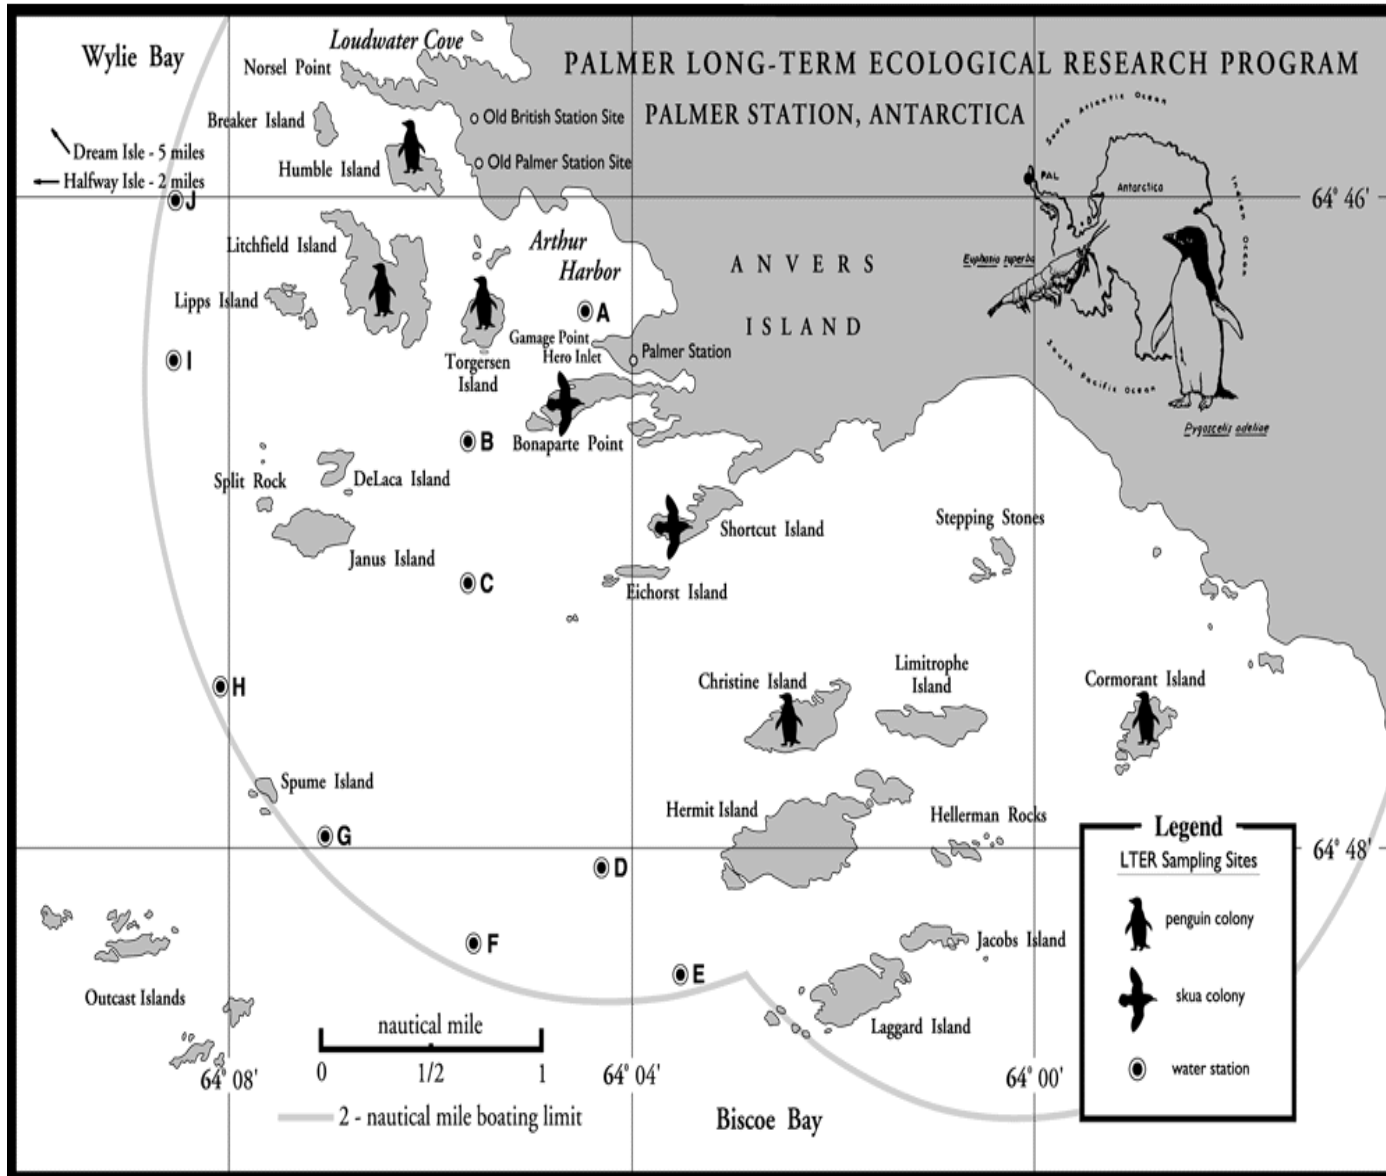 PALMER LONG-TERM ECOLOGICAL RESEARCH PROGRAM
PALMER STATION, ANTARCTICA
Wylie Bay
Loudwater Cove
Norsel Point
Breaker Island
Old British Station Site
Dream Isle - 5 miles
Humble Island
Old Palmer Station Site
Halfway Isle - 2 miles
J
64° 46'
South Atlantic Ocean
PAL
Antarctica
Indian Ocean
Euphasia superba
South Pacific Ocean
Pygoscelis adeliae
Litchfield Island
Arthur
Harbor
ANVERS
ISLAND
Lipps Island
A
Gamage Point
Hero Inlet
Palmer Station
I
Torgersen
Island
B
Bonaparte Point
Split Rock
DeLaca Island
Shortcut Island
Stepping Stones
Janus Island
C
Eichorst Island
H
Christine Island
Limitrophe
Island
Cormorant Island
Spume Island
Hermit Island
Hellerman Rocks
G
D
64° 48'
F
E
Jacobs Island
Outcast Islands
Laggard Island
nautical mile
0 1/2 1
64° 08'
64° 04'
64° 00'
2 - nautical mile boating limit
Biscoe Bay
Legend
LTER Sampling Sites
penguin colony
skua colony
water station